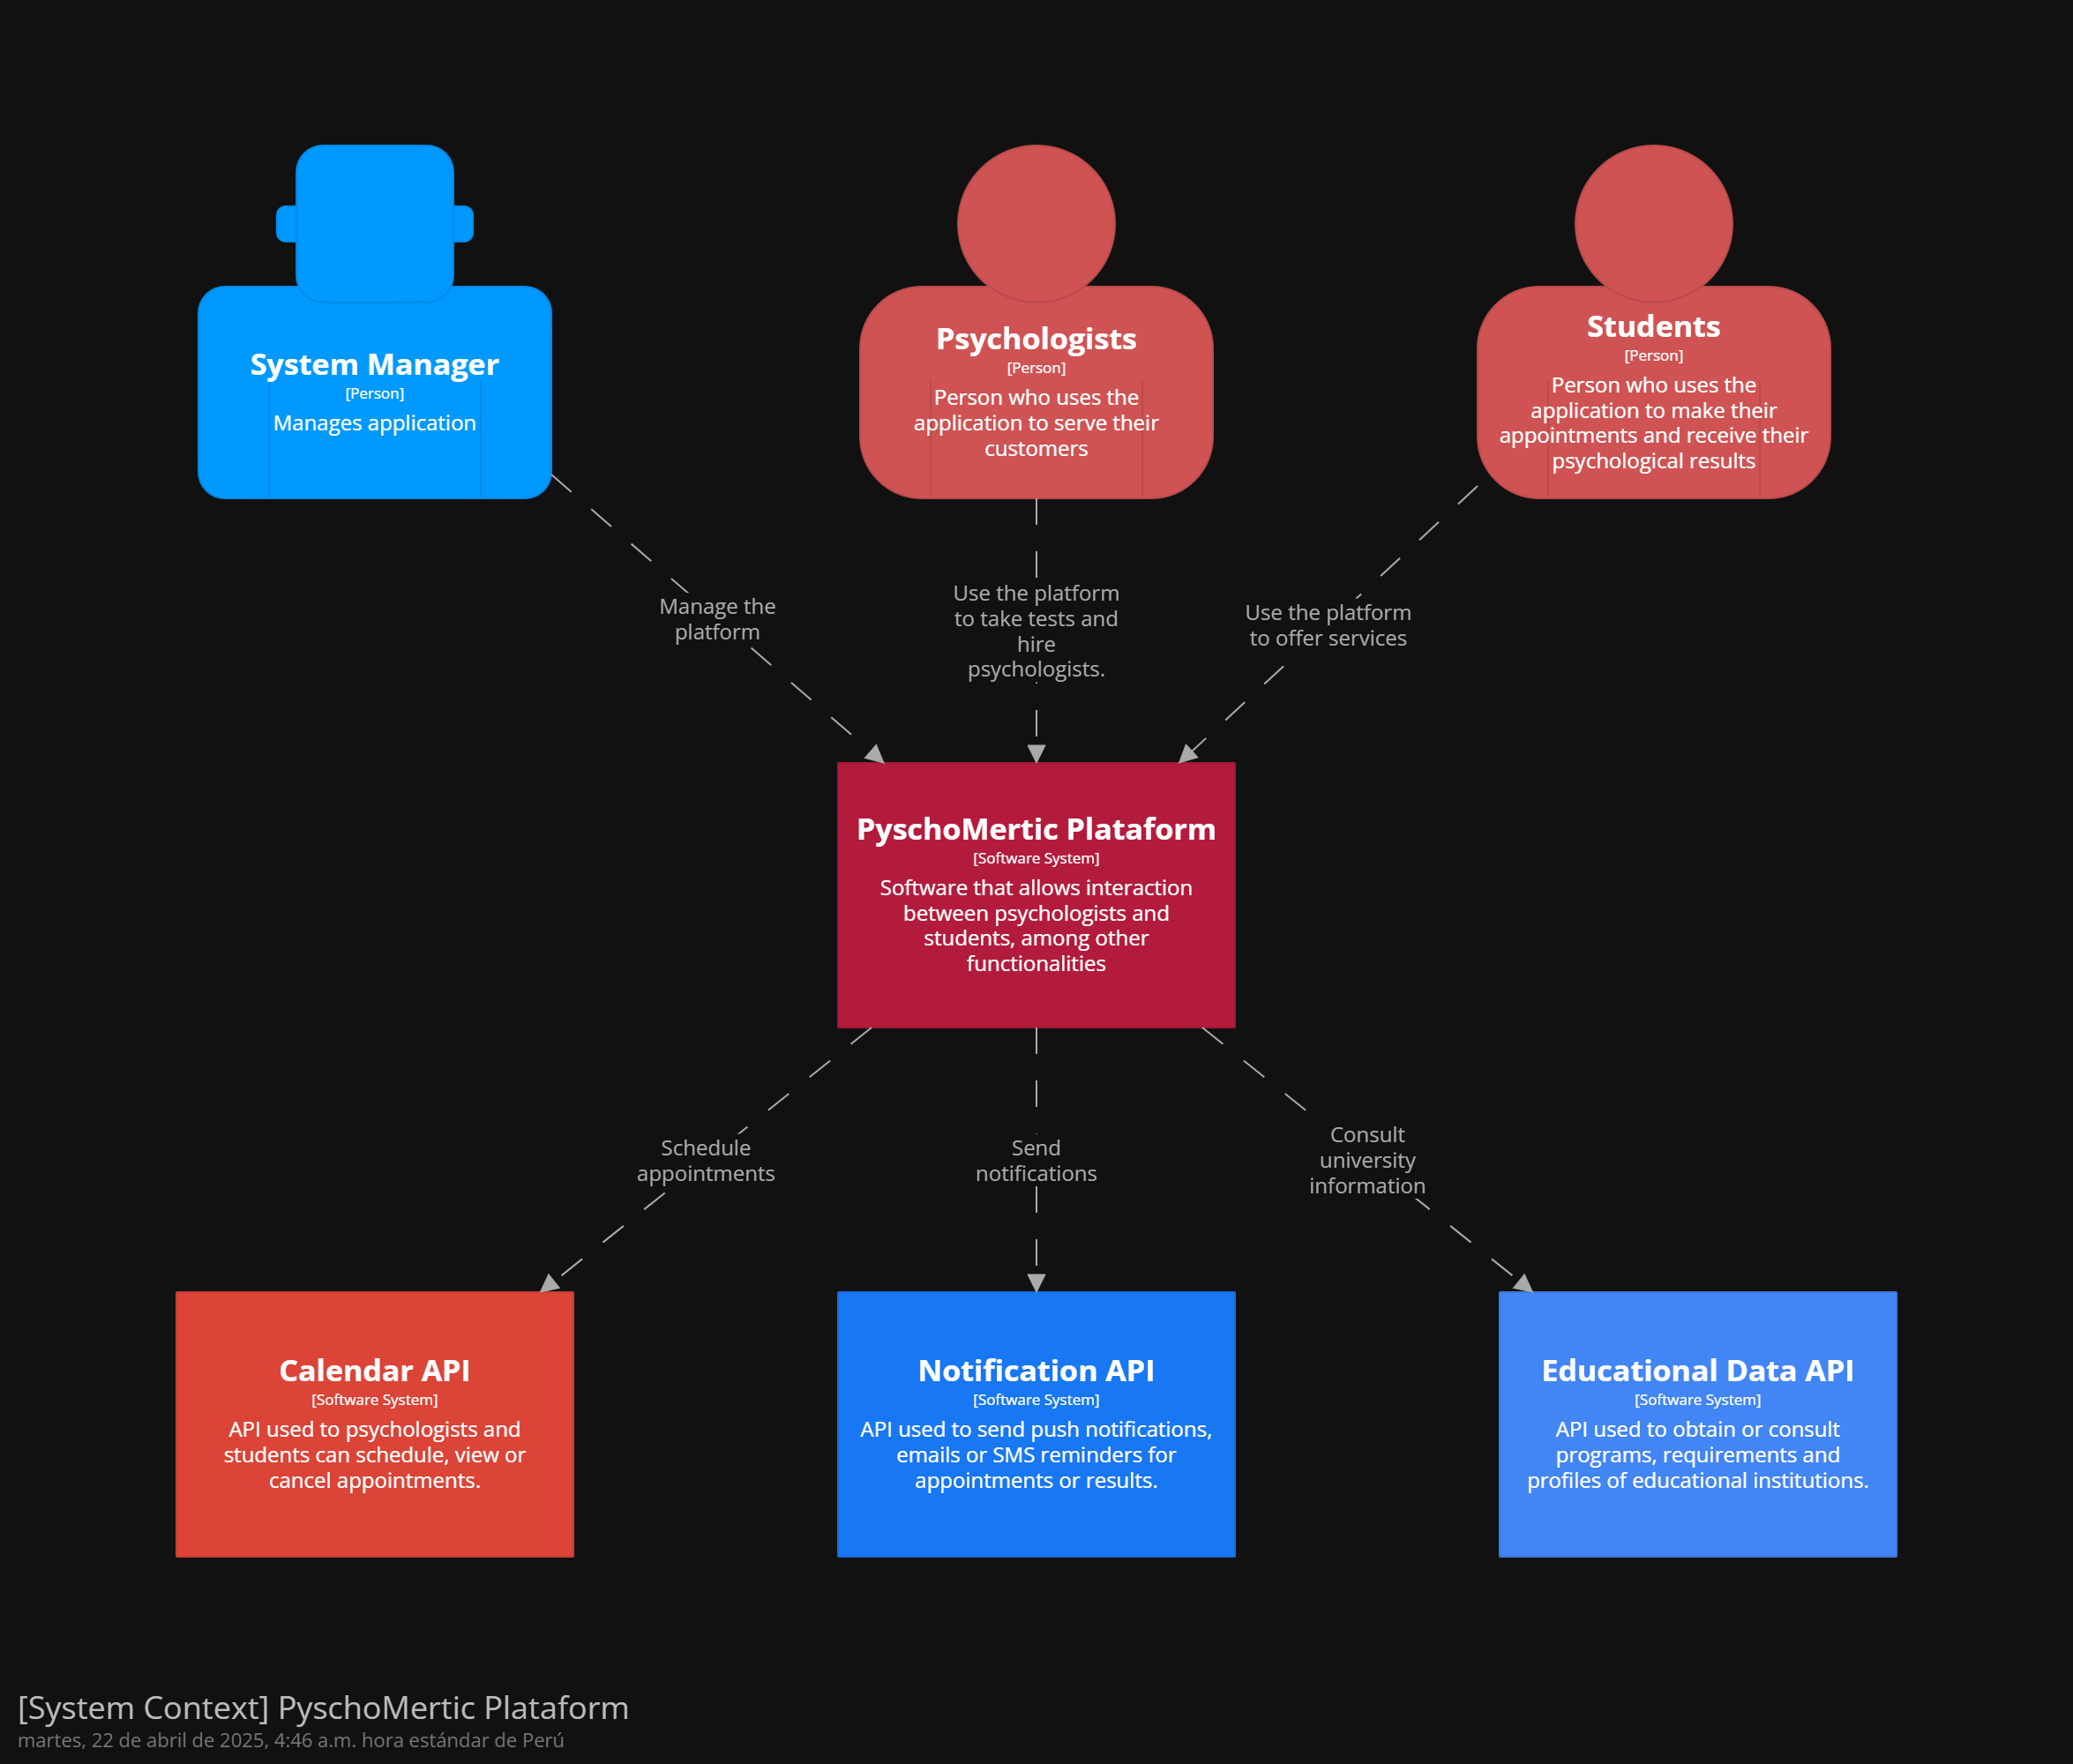 System Manager
[Person]
Manages application
Psychologists
[Person]
Person who uses the
application to serve their
customers
Students
[Person]
Person who uses the
application to make their
appointments and receive their
psychological results
Manage the
platform
Use the platform
to take tests and
hire
psychologists.
Use the platform
to offer services
PyschoMertic Plataform
[Software System]
Software that allows interaction
between psychologists and
students, among other
functionalities
Schedule
appointments
Send
notifications
Consult
university
information
Calendar API
[Software System]
API used to psychologists and
students can schedule, view or
cancel appointments.
Notification API
[Software System]
API used to send push notifications,
emails or SMS reminders for
appointments or results.
Educational Data API
[Software System]
API used to obtain or consult
programs, requirements and
profiles of educational institutions.
[System Context] PyschoMertic Plataform
martes, 22 de abril de 2025, 4:46 a.m. hora estándar de Perú